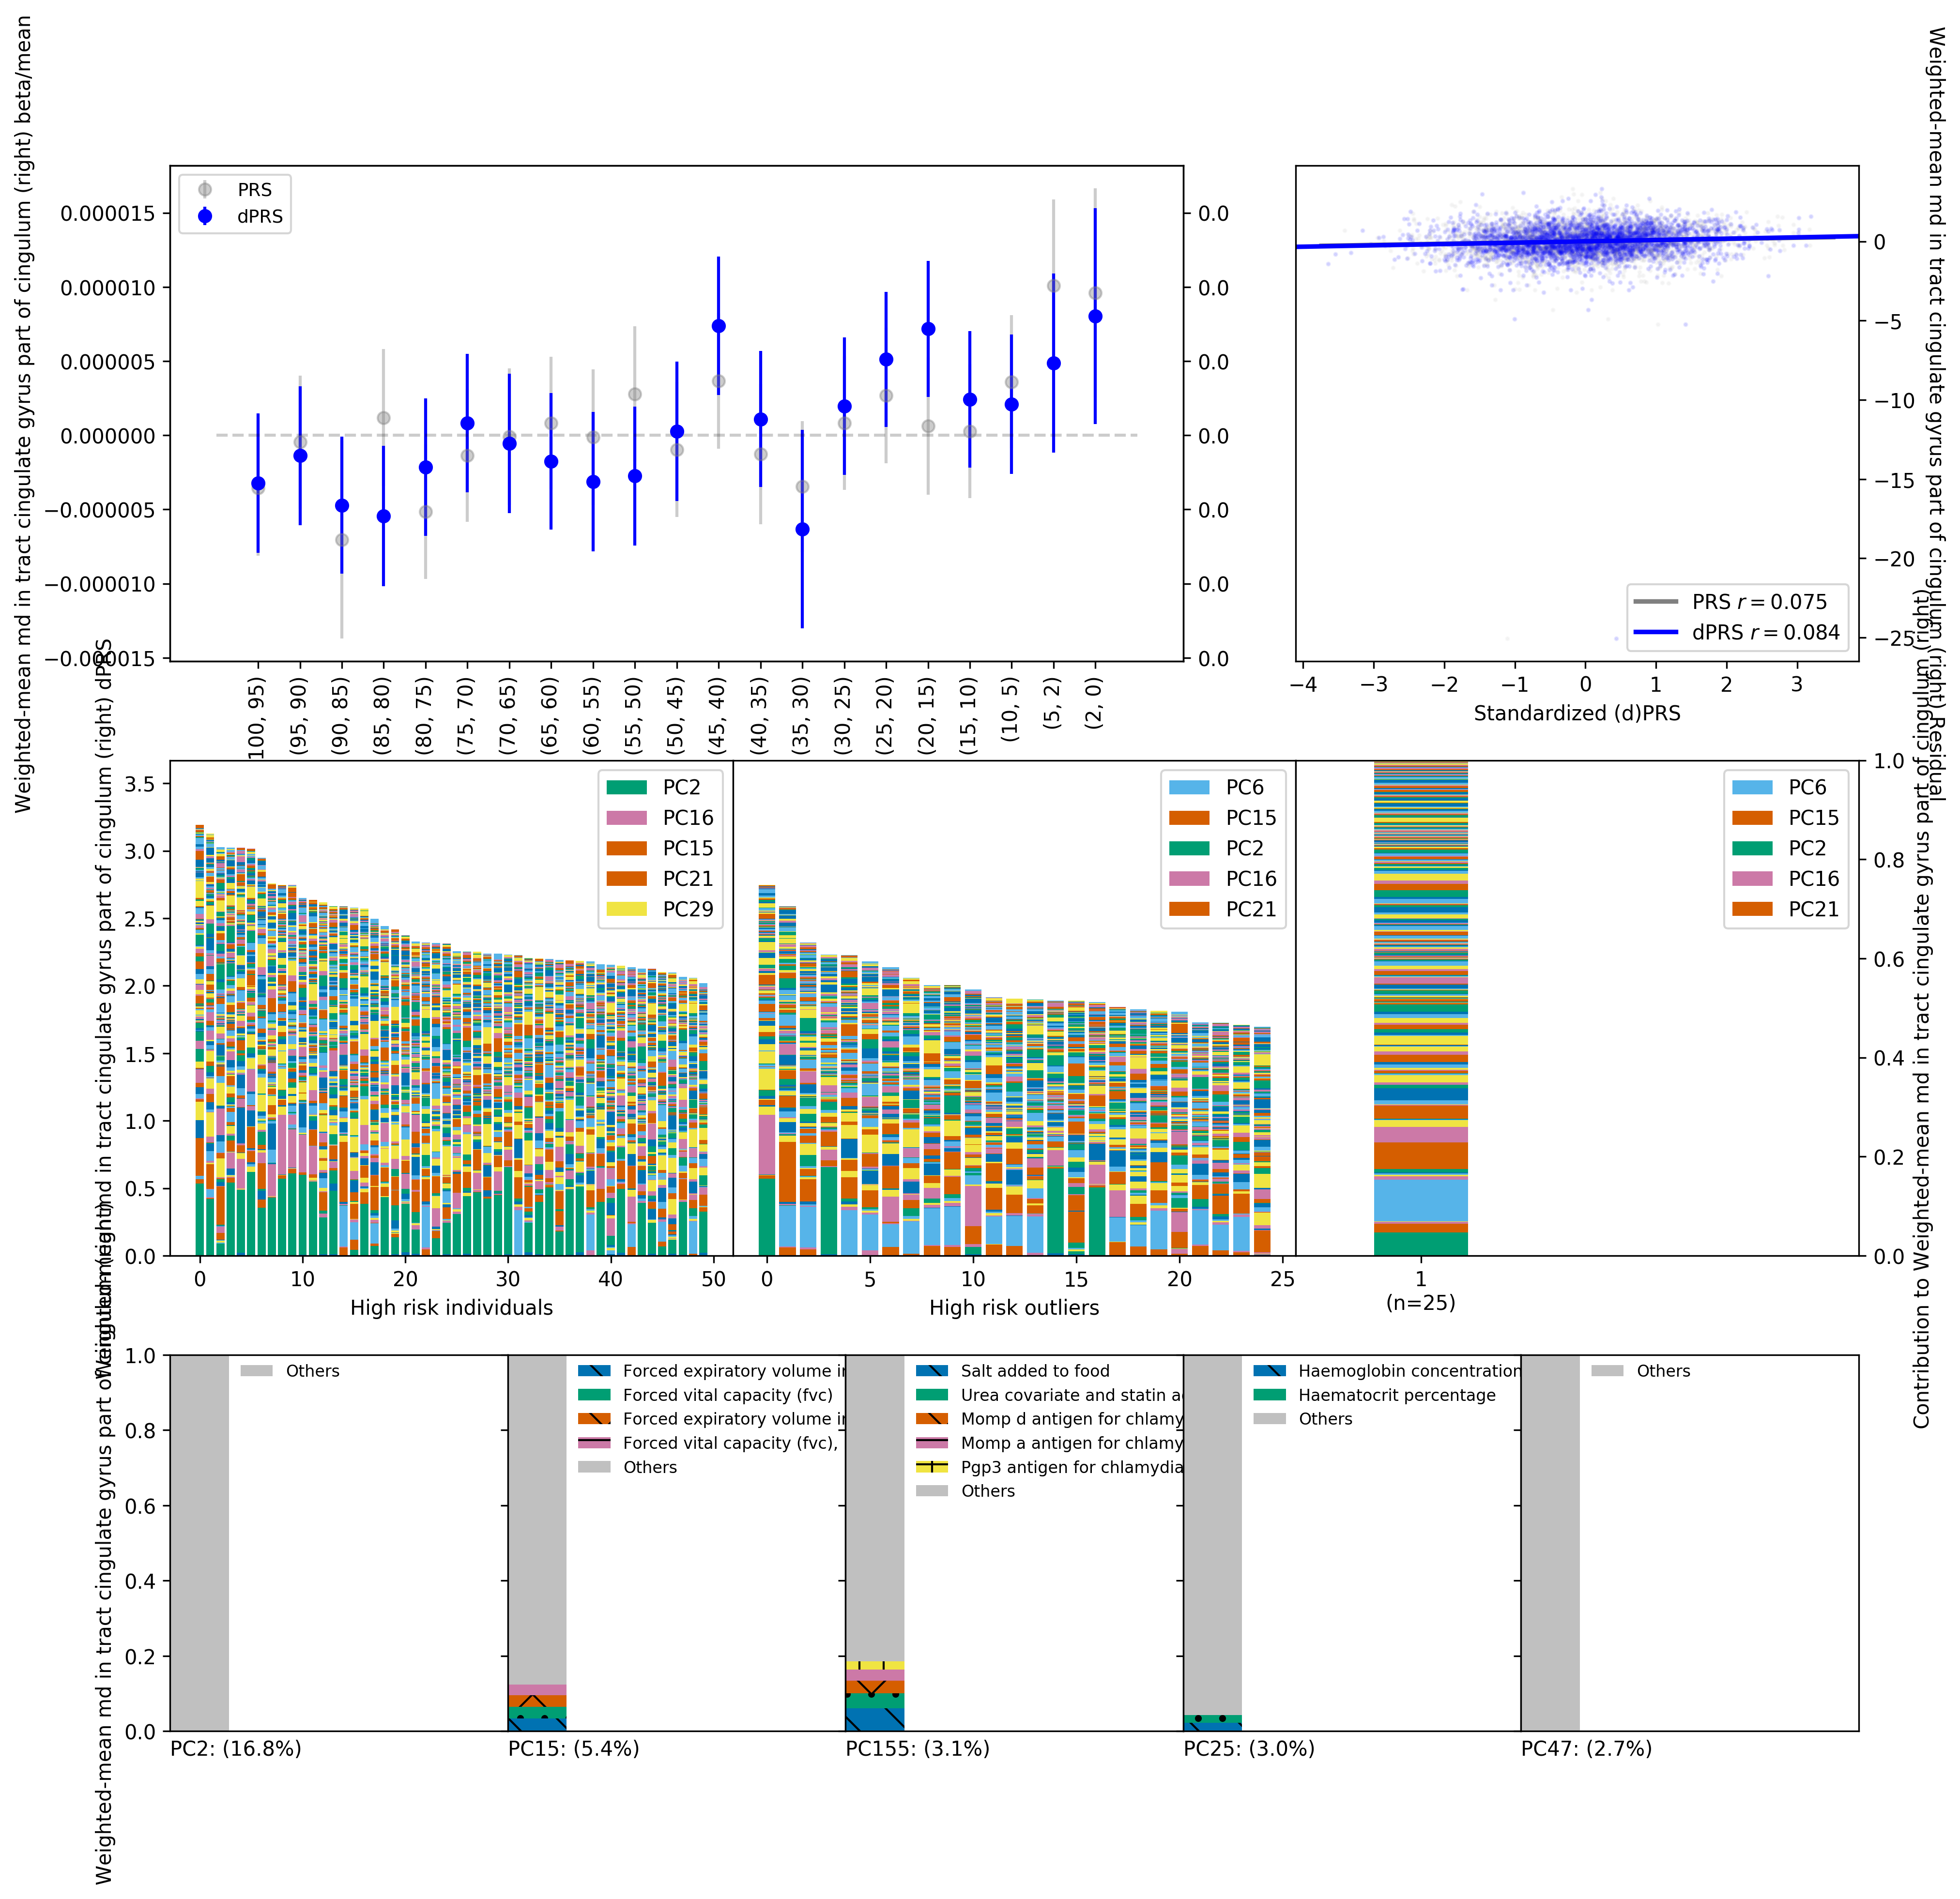 Weighted-mean md in tract cingulate gyrus part of cingulum (right) beta/mean
PRS
dPRS
0.000015
0.000010
0.000005
0.000000
−0.000005
−0.000010
−0.000015
0.0
0.0
0.0
0.0
0.0
0.0
0.0
100, 95)
(95, 90)
(90, 85)
(85, 80)
(80, 75)
(75, 70)
(70, 65)
(65, 60)
(60, 55)
(55, 50)
(50, 45)
(45, 40)
(40, 35)
(35, 30)
(30, 25)
(25, 20)
(20, 15)
(15, 10)
(10, 5)
(5, 2)
(2, 0)
Weighted-mean md in tract cingulate gyrus part of cingulum (right) Residual
0
−5
−10
−15
−20
−25
PRS r = 0.075
dPRS r = 0.084
−4 −3 −2 −1 0 1 2 3
Standardized (d)PRS
Weighted-mean md in tract cingulate gyrus part of cingulum (right) dPRS
3.5
3.0
2.5
2.0
1.5
1.0
0.5
0.0
PC2
PC16
PC15
PC21
PC29
0 10 20 30 40 50
High risk individuals
PC6
PC15
PC2
PC16
PC21
0 5 10 15 20 25
High risk outliers
PC6
PC15
PC2
PC16
PC21
1
(n=25)
1.0
0.8
0.6
0.4
0.2
0.0
Contribution to Weighted-mean md in tract cingulate gyrus part of cingulum (right)
Weighted-mean md in tract cingulate gyrus part of cingulum (right)
1.0
0.8
0.6
0.4
0.2
0.0
Others
PC2: (16.8%)
Forced expiratory volume in
Forced vital capacity (fvc)
Forced expiratory volume in
Forced vital capacity (fvc),
Others
PC15: (5.4%)
Salt added to food
Urea covariate and statin a
Momp d antigen for chlamy
Momp a antigen for chlamy
Pgp3 antigen for chlamydia
Others
PC155: (3.1%)
Haemoglobin concentration
Haematocrit percentage
Others
PC25: (3.0%)
Others
PC47: (2.7%)